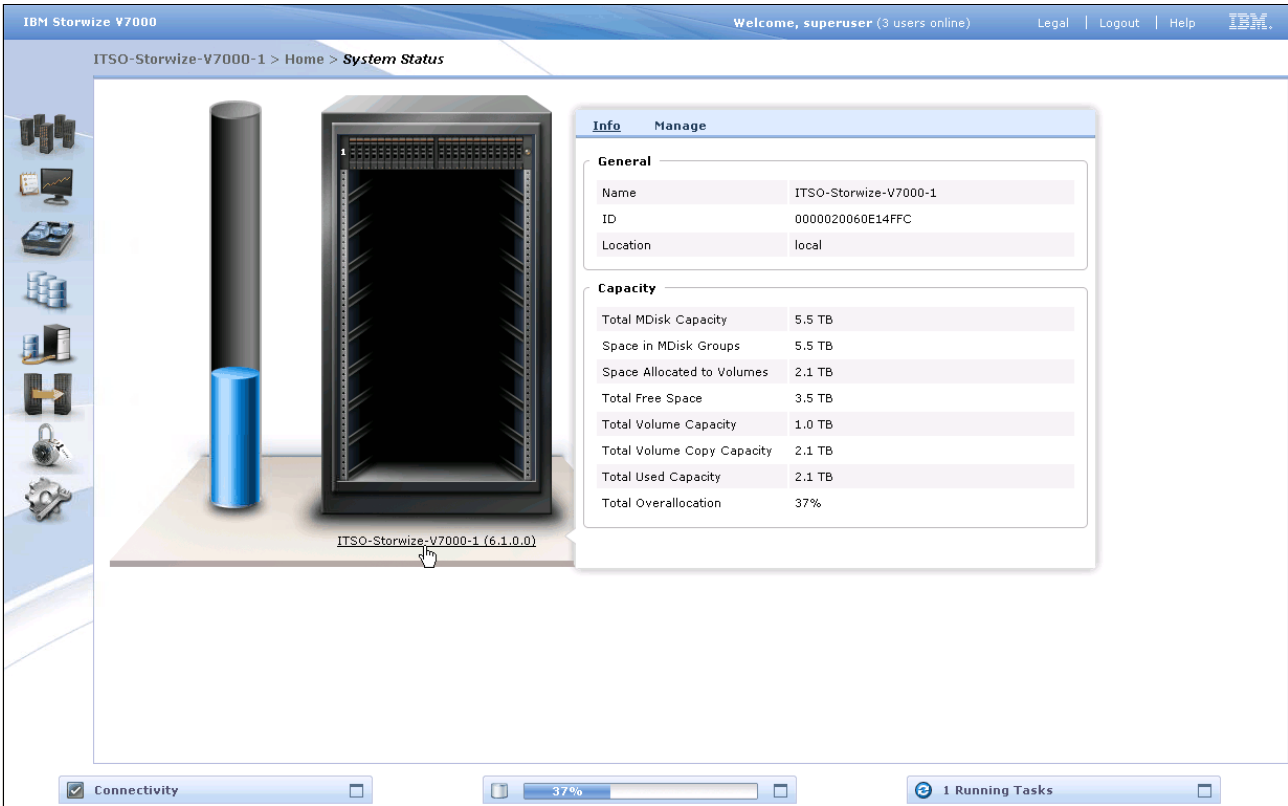 IBM Storwize V7000
Welcome, superuser (3 users online)
Legal | Logout | Help
IBM.
ITSO-Storwize-V7000-1 > Home > System Status
1
Info Manage
General
Name ITSO-Storwize-V7000-1
ID 0000020060E14FFC
Location local
Capacity
Total MDisk Capacity 5.5 TB
Space in MDisk Groups 5.5 TB
Space Allocated to Volumes 2.1 TB
Total Free Space 3.5 TB
Total Volume Capacity 1.0 TB
Total Volume Copy Capacity 2.1 TB
Total Used Capacity 2.1 TB
Total Overallocation 37%
ITSO-Storwize-V7000-1 (6.1.0.0)
Connectivity
37%
1 Running Tasks